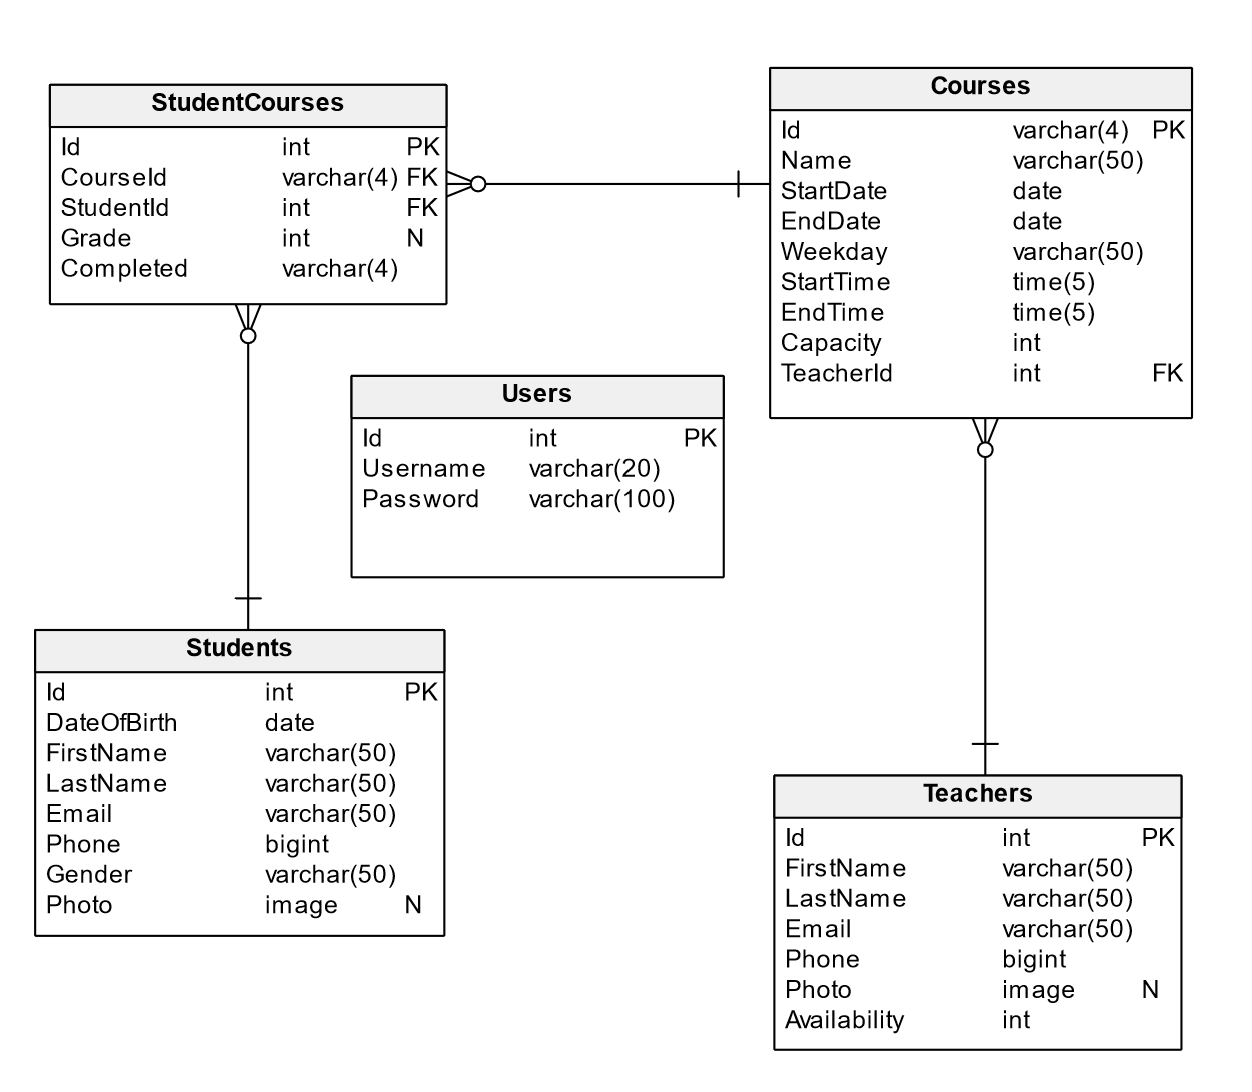 StudentCourses
Id int PK
CourseId varchar(4) FK
StudentId int FK
Grade int N
Completed varchar(4)
Courses
Id varchar(4) PK
Name varchar(50)
StartDate date
EndDate date
Weekday varchar(50)
StartTime time(5)
EndTime time(5)
Capacity int
TeacherId int FK
Users
Id int PK
Username varchar(20)
Password varchar(100)
Students
Id int PK
DateOfBirth date
FirstName varchar(50)
LastName varchar(50)
Email varchar(50)
Phone bigint
Gender varchar(50)
Photo image N
Teachers
Id int PK
FirstName varchar(50)
LastName varchar(50)
Email varchar(50)
Phone bigint
Photo image N
Availability int